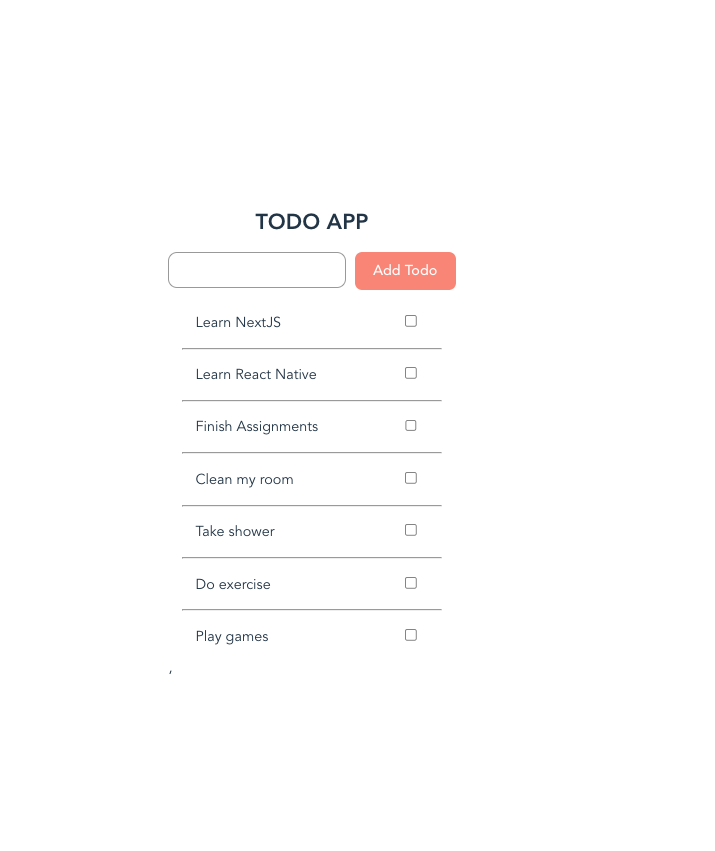 TODO APP
Add Todo
Learn NextJS
Learn React Native
Finish Assignments
Clean my room
Take shower
Do exercise
Play games
,